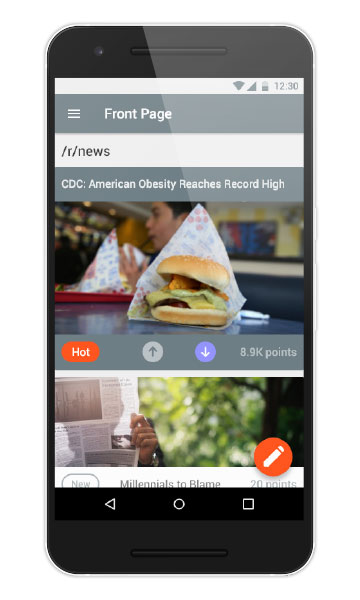 12:30
Front Page
/r/news
CDC: American Obesity Reaches Record High
Hot
8.9K points
New
Millennials to Blame
20 points